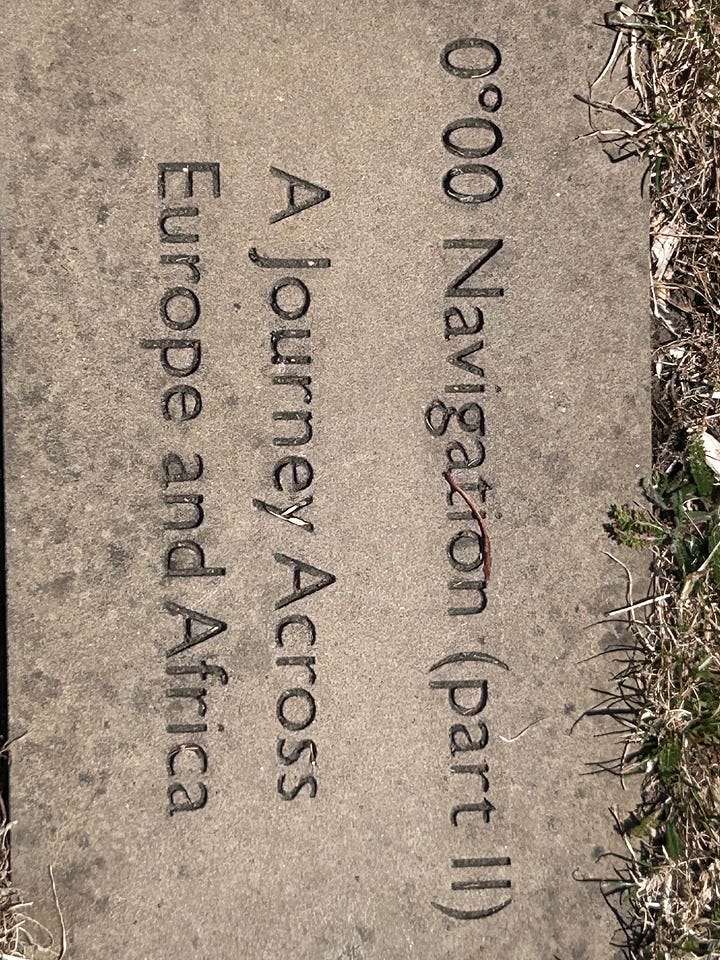 0°00 Navigation (part II)
A Journey Across
Europe and Africa